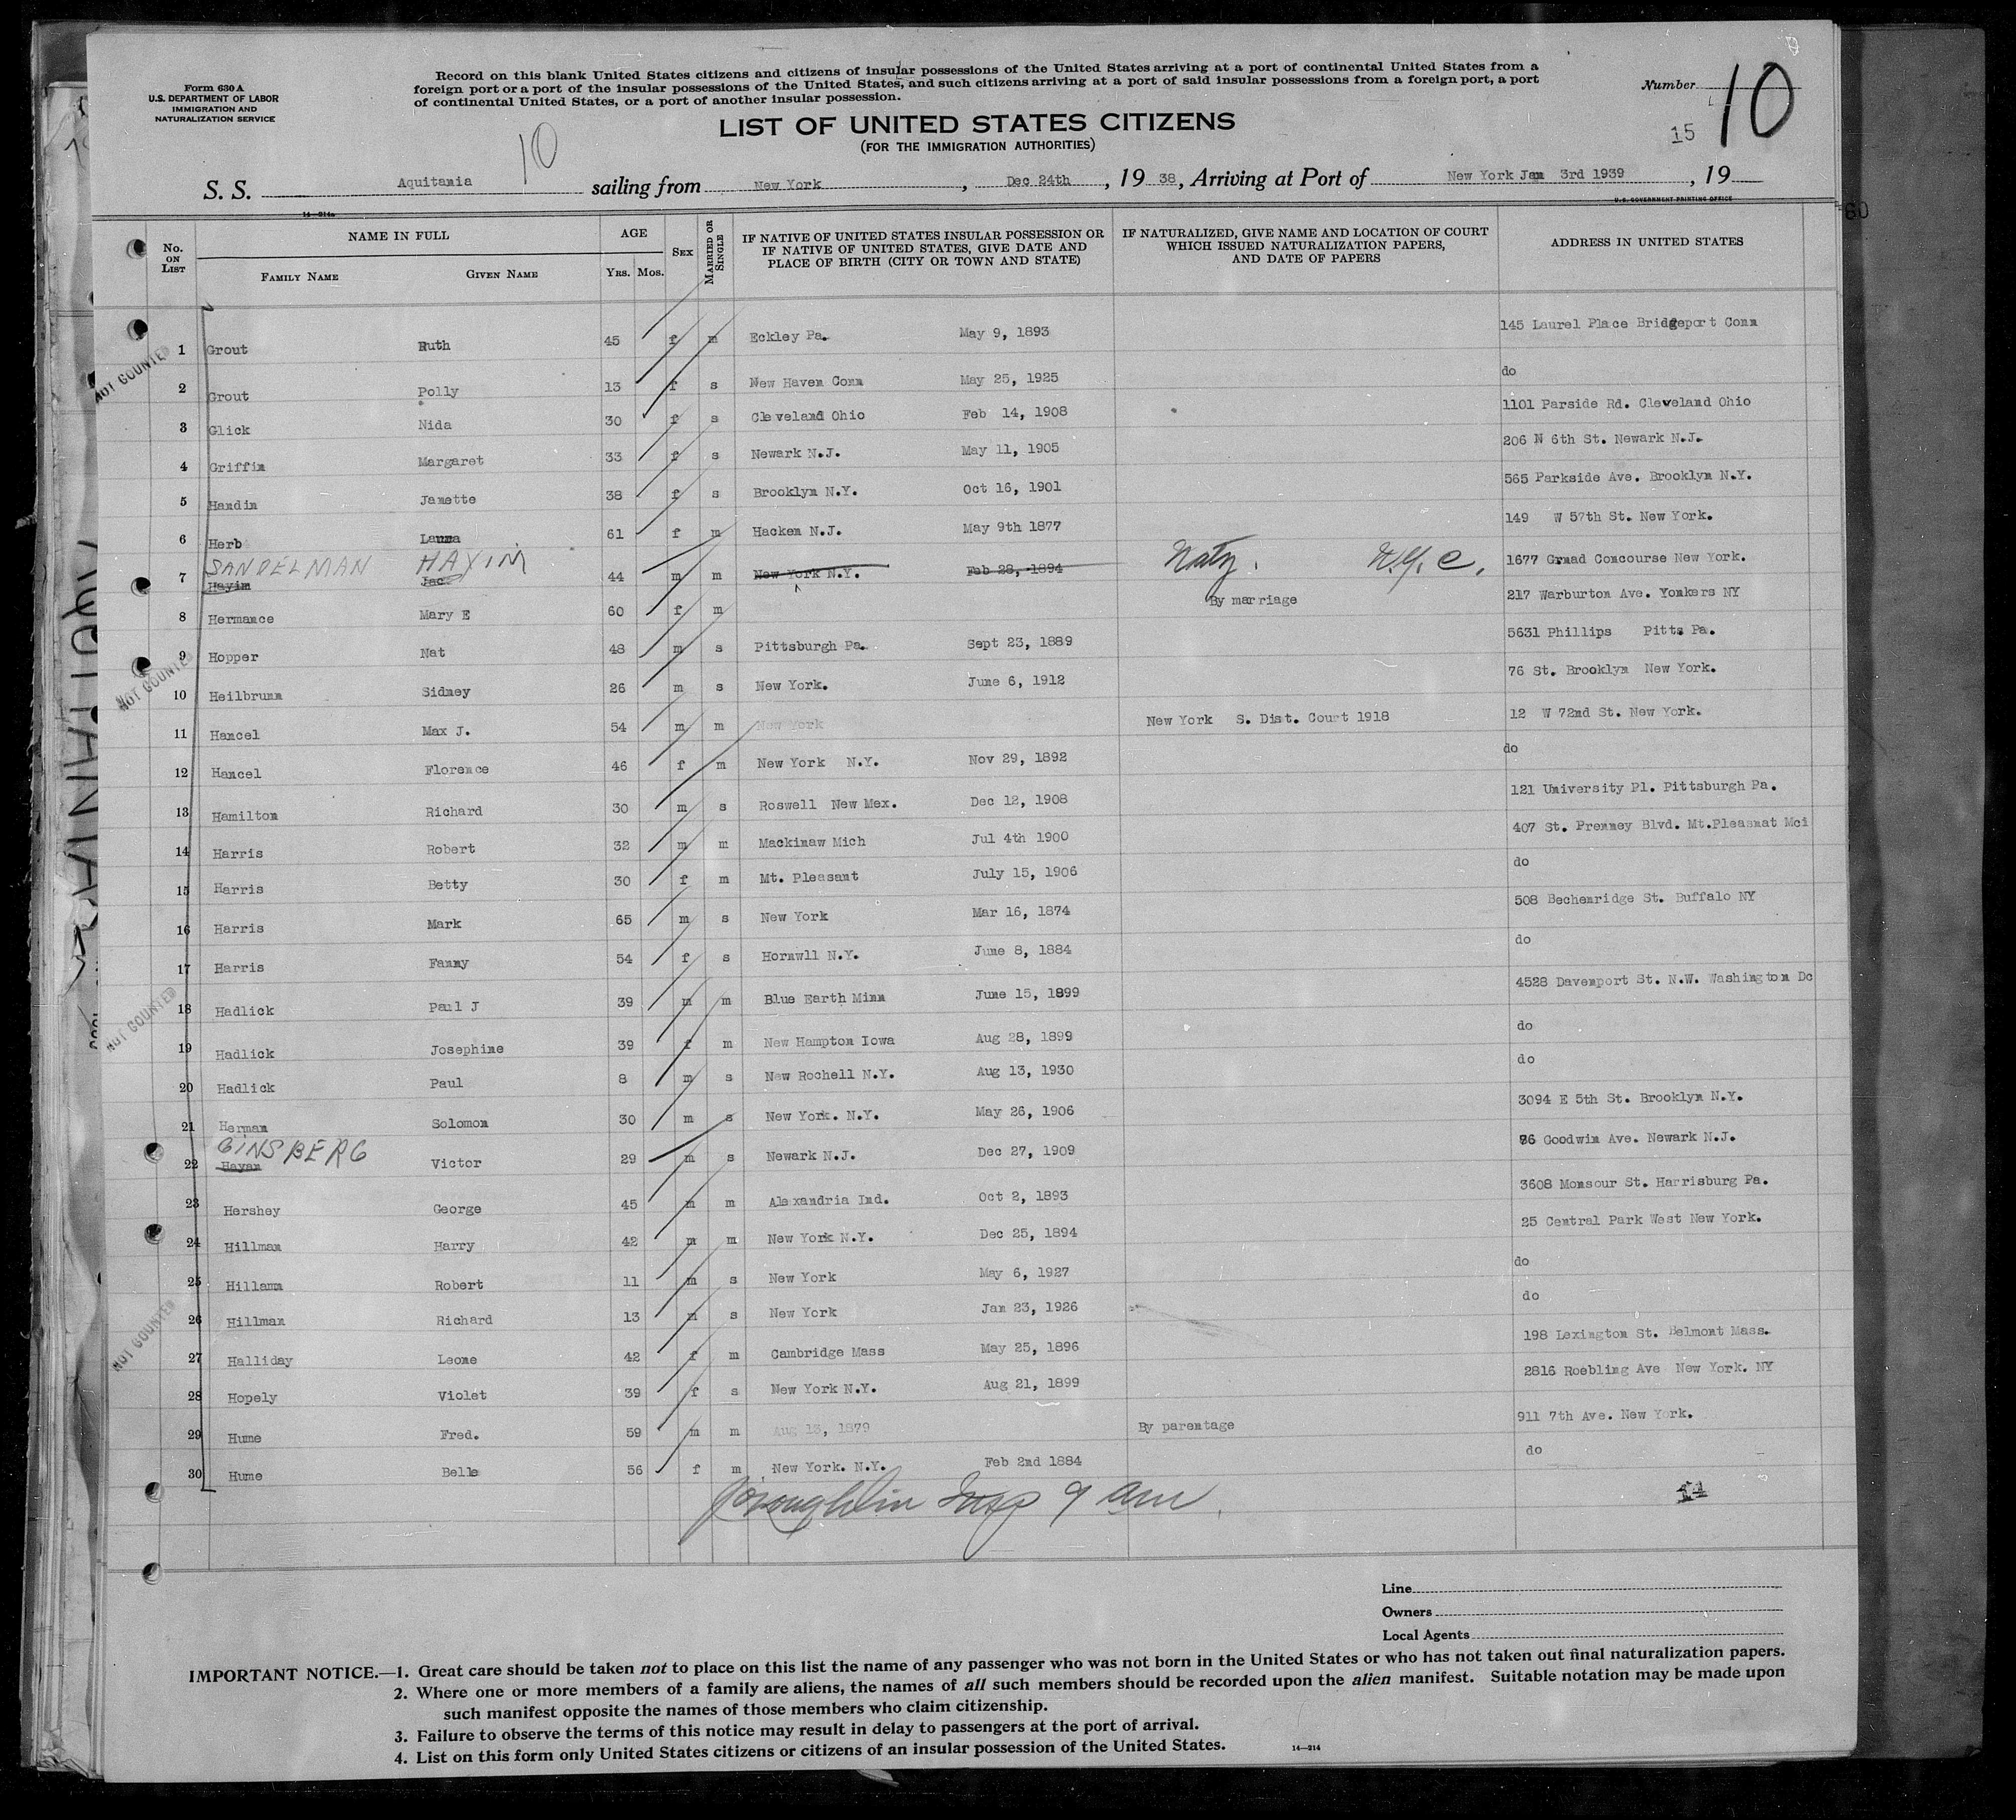 Form 630 A
U.S. DEPARTMENT OF LABOR
IMMIGRATION AND
NATURALIZATION SERVICE
Record on this blank United States citizens and citizens of insular possessions of the United States arriving at a port of continental United States from a
foreign port or a port of the insular possessions of the United States, and such citizens arriving at a port of said insular possessions from a foreign port, a port
of continental United States, or a port of another insular possession.
Number 10
15
LIST OF UNITED STATES CITIZENS
(FOR THE IMMIGRATION AUTHORITIES)
10
S. S. Aquitania sailing from New York, Dec 24th, 19 38, Arriving at Port of New York Jan 3rd 1939, 19
14—214a
U.S. GOVERNMENT PRINTING OFFICE
60
No. ON LIST
NAME IN FULL
FAMILY NAME GIVEN NAME
AGE
YRS. MOS.
SEX
MARRIED OR SINGLE
IF NATIVE OF UNITED STATES INSULAR POSSESSION OR IF NATIVE OF UNITED STATES, GIVE DATE AND PLACE OF BIRTH (CITY OR TOWN AND STATE)
IF NATURALIZED, GIVE NAME AND LOCATION OF COURT WHICH ISSUED NATURALIZATION PAPERS, AND DATE OF PAPERS
ADDRESS IN UNITED STATES
1 Grout Ruth 45 f m Eckley Pa. May 9, 1893 145 Laurel Place Bridgeport Conn
NOT COUNTED
2 Grout Polly 13 f s New Haven Conn May 25, 1925 do
3 Glick Nida 30 f s Cleveland Ohio Feb 14, 1908 1101 Parside Rd. Cleveland Ohio
4 Griffin Margaret 33 f s Newark N.J. May 11, 1905 206 N 6th St. Newark N.J.
5 Handin Janette 38 f s Brooklyn N.Y. Oct 16, 1901 565 Parkside Ave. Brooklyn N.Y.
6 Herb Launa 61 f m Hacken N.J. May 9th 1877 149 W 57th St. New York.
SANDELMAN HAYIM
7 Hayim Jac 44 m m New York N.Y. Feb 28, 1894 Natz. N.Y.C. 1677 Grnad Concourse New York.
8 Hermance Mary E 60 f m By marriage 217 Warburton Ave. Yonkers NY
9 Hopper Nat 48 m s Pittsburgh Pa. Sept 23, 1889 5631 Phillips Pitts Pa.
NOT COUNTED
10 Heilbrunn Sidney 26 m s New York. June 6, 1912 76 St. Brooklyn New York.
11 Hancel Max J. 54 m m New York New York S. Dist. Court 1918 12 W 72nd St. New York.
12 Hancel Florence 46 f m New York N.Y. Nov 29, 1892 do
13 Hamilton Richard 30 m s Roswell New Mex. Dec 12, 1908 121 University Pl. Pittsburgh Pa.
14 Harris Robert 32 m m Mackinaw Mich Jul 4th 1900 407 St. Prenney Blvd. Mt.Pleasnat Mci
15 Harris Betty 30 f m Mt. Pleasant July 15, 1906 do
16 Harris Mark 65 m s New York Mar 16, 1874 508 Bechenridge St. Buffalo NY
17 Harris Fanny 54 f s Hornwll N.Y. June 8, 1884 do
18 Hadlick Paul J 39 m m Blue Earth Minn June 15, 1899 4528 Davenport St. N.W. Washington Dc
NOT COUNTED
19 Hadlick Josephine 39 f m New Hampton Iowa Aug 28, 1899 do
20 Hadlick Paul 8 m s New Rochell N.Y. Aug 13, 1930 do
21 Herman Solomon 30 m s New York. N.Y. May 26, 1906 3094 E 5th St. Brooklyn N.Y.
GINSBERG
22 Hayam Victor 29 m s Newark N.J. Dec 27, 1909 86 Goodwin Ave. Newark N.J.
23 Hershey George 45 m m Alexandria Ind. Oct 2, 1893 3608 Monsour St. Harrisburg Pa.
24 Hillman Harry 42 m m New York N.Y. Dec 25, 1894 25 Central Park West New York.
25 Hillamn Robert 11 m s New York May 6, 1927 do
26 Hillman Richard 13 m s New York Jan 23, 1926 do
NOT COUNTED
27 Halliday Leone 42 f m Cambridge Mass May 25, 1896 198 Lexington St. Belmont Mass.
28 Hopely Violet 39 f s New York N.Y. Aug 21, 1899 2816 Roebling Ave New York. NY
29 Hume Fred. 59 m m Aug 13, 1879 By parentage 911 7th Ave. New York.
30 Hume Belle 56 f m New York. N.Y. Feb 2nd 1884 do
Insp 9 am
14
Line
Owners
Local Agents
IMPORTANT NOTICE.—1. Great care should be taken not to place on this list the name of any passenger who was not born in the United States or who has not taken out final naturalization papers.
2. Where one or more members of a family are aliens, the names of all such members should be recorded upon the alien manifest. Suitable notation may be made upon
such manifest opposite the names of those members who claim citizenship.
3. Failure to observe the terms of this notice may result in delay to passengers at the port of arrival.
4. List on this form only United States citizens or citizens of an insular possession of the United States.
14—214
AQUITANIA